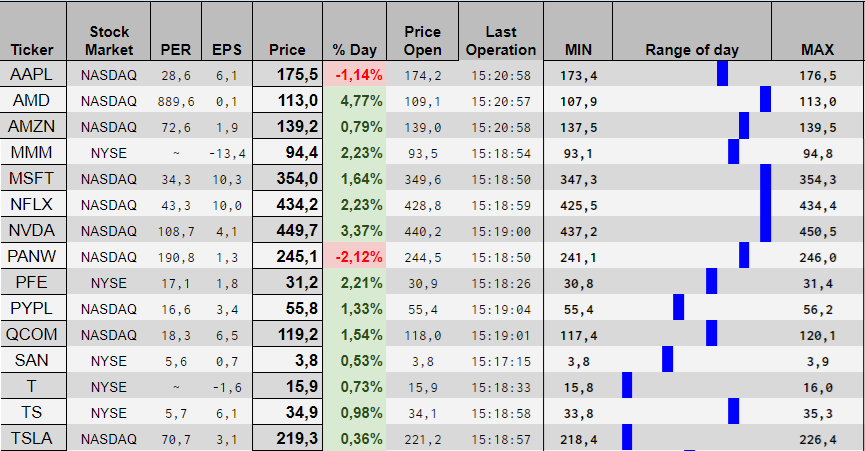 Ticker Stock Market PER EPS Price % Day Price Open Last Operation MIN Range of day MAX
AAPL NASDAQ 28,6 6,1 175,5 -1,14% 174,2 15:20:58 173,4 176,5
AMD NASDAQ 889,6 0,1 113,0 4,77% 109,1 15:20:57 107,9 113,0
AMZN NASDAQ 72,6 1,9 139,2 0,79% 139,0 15:20:58 137,5 139,5
MMM NYSE ~ -13,4 94,4 2,23% 93,5 15:18:54 93,1 94,8
MSFT NASDAQ 34,3 10,3 354,0 1,64% 349,6 15:18:50 347,3 354,3
NFLX NASDAQ 43,3 10,0 434,2 2,23% 428,8 15:18:59 425,5 434,4
NVDA NASDAQ 108,7 4,1 449,7 3,37% 440,2 15:19:00 437,2 450,5
PANW NASDAQ 190,8 1,3 245,1 -2,12% 244,5 15:18:50 241,1 246,0
PFE NYSE 17,1 1,8 31,2 2,21% 30,9 15:18:26 30,8 31,4
PYPL NASDAQ 16,6 3,4 55,8 1,33% 55,4 15:19:04 55,4 56,2
QCOM NASDAQ 18,3 6,5 119,2 1,54% 118,0 15:19:01 117,4 120,1
SAN NYSE 5,6 0,7 3,8 0,53% 3,8 15:17:15 3,8 3,9
T NYSE ~ -1,6 15,9 0,73% 15,9 15:18:33 15,8 16,0
TS NYSE 5,7 6,1 34,9 0,98% 34,1 15:18:58 33,8 35,3
TSLA NASDAQ 70,7 3,1 219,3 0,36% 221,2 15:18:57 218,4 226,4